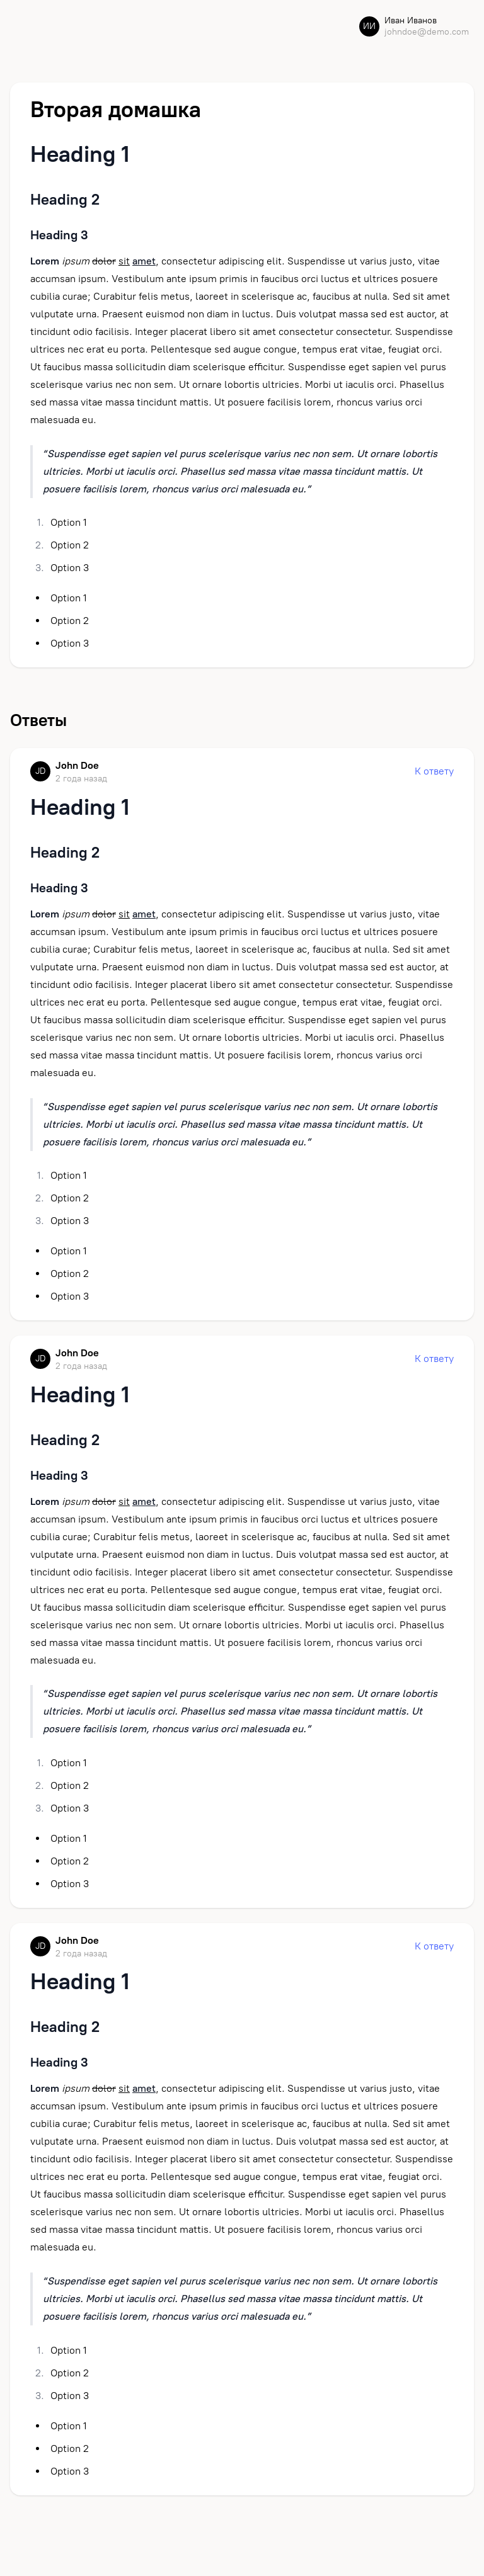 ИИ
Иван Иванов
johndoe@demo.com
Вторая домашка
Heading 1
Heading 2
Heading 3
Lorem ipsum dolor sit amet, consectetur adipiscing elit. Suspendisse ut varius justo, vitae
accumsan ipsum. Vestibulum ante ipsum primis in faucibus orci luctus et ultrices posuere
cubilia curae; Curabitur felis metus, laoreet in scelerisque ac, faucibus at nulla. Sed sit amet
vulputate urna. Praesent euismod non diam in luctus. Duis volutpat massa sed est auctor, at
tincidunt odio facilisis. Integer placerat libero sit amet consectetur consectetur. Suspendisse
ultrices nec erat eu porta. Pellentesque sed augue congue, tempus erat vitae, feugiat orci.
Ut faucibus massa sollicitudin diam scelerisque efficitur. Suspendisse eget sapien vel purus
scelerisque varius nec non sem. Ut ornare lobortis ultricies. Morbi ut iaculis orci. Phasellus
sed massa vitae massa tincidunt mattis. Ut posuere facilisis lorem, rhoncus varius orci
malesuada eu.
“Suspendisse eget sapien vel purus scelerisque varius nec non sem. Ut ornare lobortis
ultricies. Morbi ut iaculis orci. Phasellus sed massa vitae massa tincidunt mattis. Ut
posuere facilisis lorem, rhoncus varius orci malesuada eu.”
1. Option 1
2. Option 2
3. Option 3
• Option 1
• Option 2
• Option 3
Ответы
JD
John Doe
2 года назад
К ответу
Heading 1
Heading 2
Heading 3
Lorem ipsum dolor sit amet, consectetur adipiscing elit. Suspendisse ut varius justo, vitae
accumsan ipsum. Vestibulum ante ipsum primis in faucibus orci luctus et ultrices posuere
cubilia curae; Curabitur felis metus, laoreet in scelerisque ac, faucibus at nulla. Sed sit amet
vulputate urna. Praesent euismod non diam in luctus. Duis volutpat massa sed est auctor, at
tincidunt odio facilisis. Integer placerat libero sit amet consectetur consectetur. Suspendisse
ultrices nec erat eu porta. Pellentesque sed augue congue, tempus erat vitae, feugiat orci.
Ut faucibus massa sollicitudin diam scelerisque efficitur. Suspendisse eget sapien vel purus
scelerisque varius nec non sem. Ut ornare lobortis ultricies. Morbi ut iaculis orci. Phasellus
sed massa vitae massa tincidunt mattis. Ut posuere facilisis lorem, rhoncus varius orci
malesuada eu.
“Suspendisse eget sapien vel purus scelerisque varius nec non sem. Ut ornare lobortis
ultricies. Morbi ut iaculis orci. Phasellus sed massa vitae massa tincidunt mattis. Ut
posuere facilisis lorem, rhoncus varius orci malesuada eu.”
1. Option 1
2. Option 2
3. Option 3
• Option 1
• Option 2
• Option 3
JD
John Doe
2 года назад
К ответу
Heading 1
Heading 2
Heading 3
Lorem ipsum dolor sit amet, consectetur adipiscing elit. Suspendisse ut varius justo, vitae
accumsan ipsum. Vestibulum ante ipsum primis in faucibus orci luctus et ultrices posuere
cubilia curae; Curabitur felis metus, laoreet in scelerisque ac, faucibus at nulla. Sed sit amet
vulputate urna. Praesent euismod non diam in luctus. Duis volutpat massa sed est auctor, at
tincidunt odio facilisis. Integer placerat libero sit amet consectetur consectetur. Suspendisse
ultrices nec erat eu porta. Pellentesque sed augue congue, tempus erat vitae, feugiat orci.
Ut faucibus massa sollicitudin diam scelerisque efficitur. Suspendisse eget sapien vel purus
scelerisque varius nec non sem. Ut ornare lobortis ultricies. Morbi ut iaculis orci. Phasellus
sed massa vitae massa tincidunt mattis. Ut posuere facilisis lorem, rhoncus varius orci
malesuada eu.
“Suspendisse eget sapien vel purus scelerisque varius nec non sem. Ut ornare lobortis
ultricies. Morbi ut iaculis orci. Phasellus sed massa vitae massa tincidunt mattis. Ut
posuere facilisis lorem, rhoncus varius orci malesuada eu.”
1. Option 1
2. Option 2
3. Option 3
• Option 1
• Option 2
• Option 3
JD
John Doe
2 года назад
К ответу
Heading 1
Heading 2
Heading 3
Lorem ipsum dolor sit amet, consectetur adipiscing elit. Suspendisse ut varius justo, vitae
accumsan ipsum. Vestibulum ante ipsum primis in faucibus orci luctus et ultrices posuere
cubilia curae; Curabitur felis metus, laoreet in scelerisque ac, faucibus at nulla. Sed sit amet
vulputate urna. Praesent euismod non diam in luctus. Duis volutpat massa sed est auctor, at
tincidunt odio facilisis. Integer placerat libero sit amet consectetur consectetur. Suspendisse
ultrices nec erat eu porta. Pellentesque sed augue congue, tempus erat vitae, feugiat orci.
Ut faucibus massa sollicitudin diam scelerisque efficitur. Suspendisse eget sapien vel purus
scelerisque varius nec non sem. Ut ornare lobortis ultricies. Morbi ut iaculis orci. Phasellus
sed massa vitae massa tincidunt mattis. Ut posuere facilisis lorem, rhoncus varius orci
malesuada eu.
“Suspendisse eget sapien vel purus scelerisque varius nec non sem. Ut ornare lobortis
ultricies. Morbi ut iaculis orci. Phasellus sed massa vitae massa tincidunt mattis. Ut
posuere facilisis lorem, rhoncus varius orci malesuada eu.”
1. Option 1
2. Option 2
3. Option 3
• Option 1
• Option 2
• Option 3